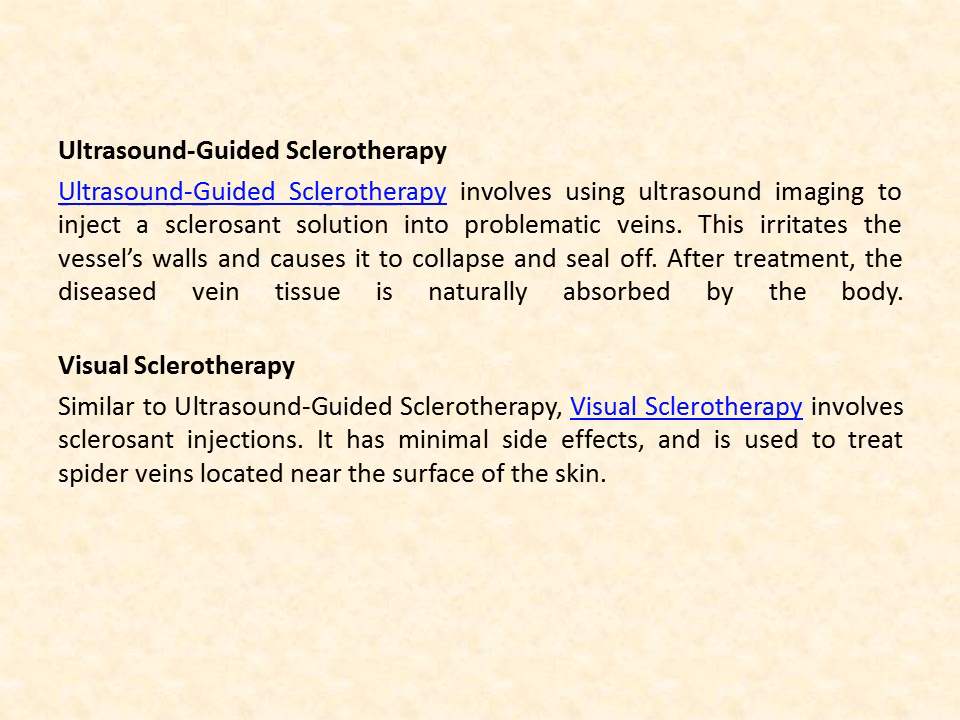 Ultrasound-Guided Sclerotherapy
Ultrasound-Guided Sclerotherapy involves using ultrasound imaging to
inject a sclerosant solution into problematic veins. This irritates the
vessel’s walls and causes it to collapse and seal off. After treatment, the
diseased vein tissue is naturally absorbed by the body.
Visual Sclerotherapy
Similar to Ultrasound-Guided Sclerotherapy, Visual Sclerotherapy involves
sclerosant injections. It has minimal side effects, and is used to treat
spider veins located near the surface of the skin.